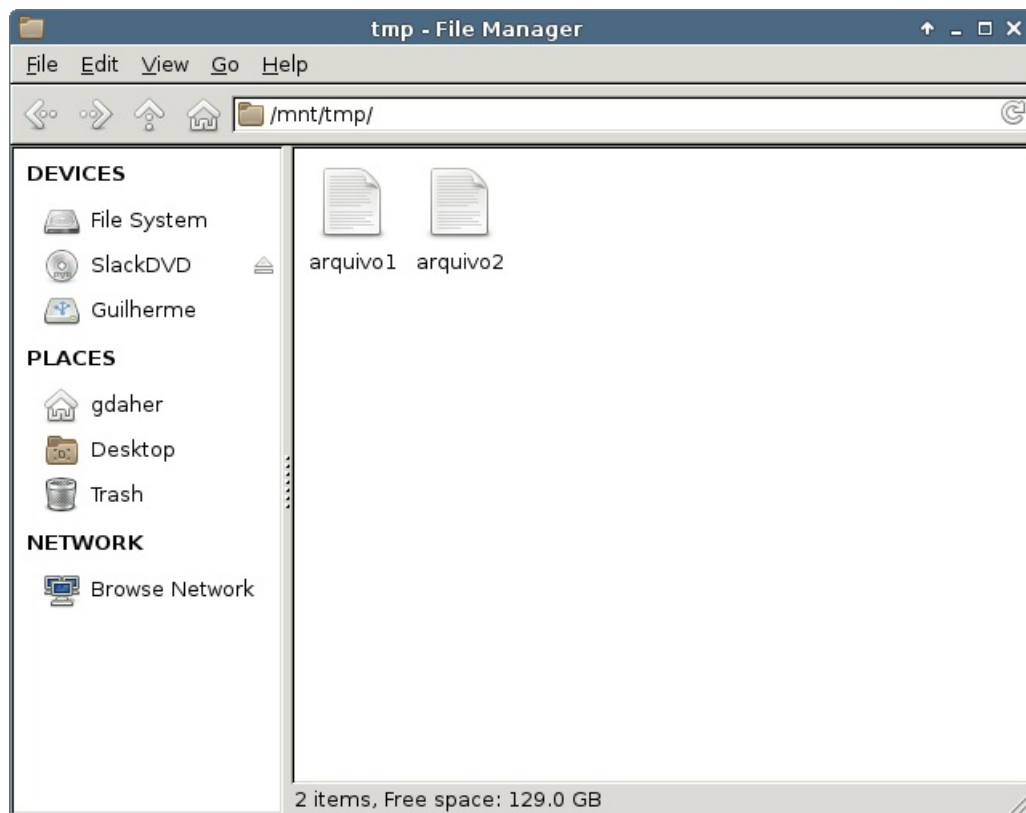 tmp - File Manager
File Edit View Go Help
/mnt/tmp/
DEVICES
File System
SlackDVD
Guilherme
PLACES
gdaher
Desktop
Trash
NETWORK
Browse Network
arquivo1 arquivo2
2 items, Free space: 129.0 GB